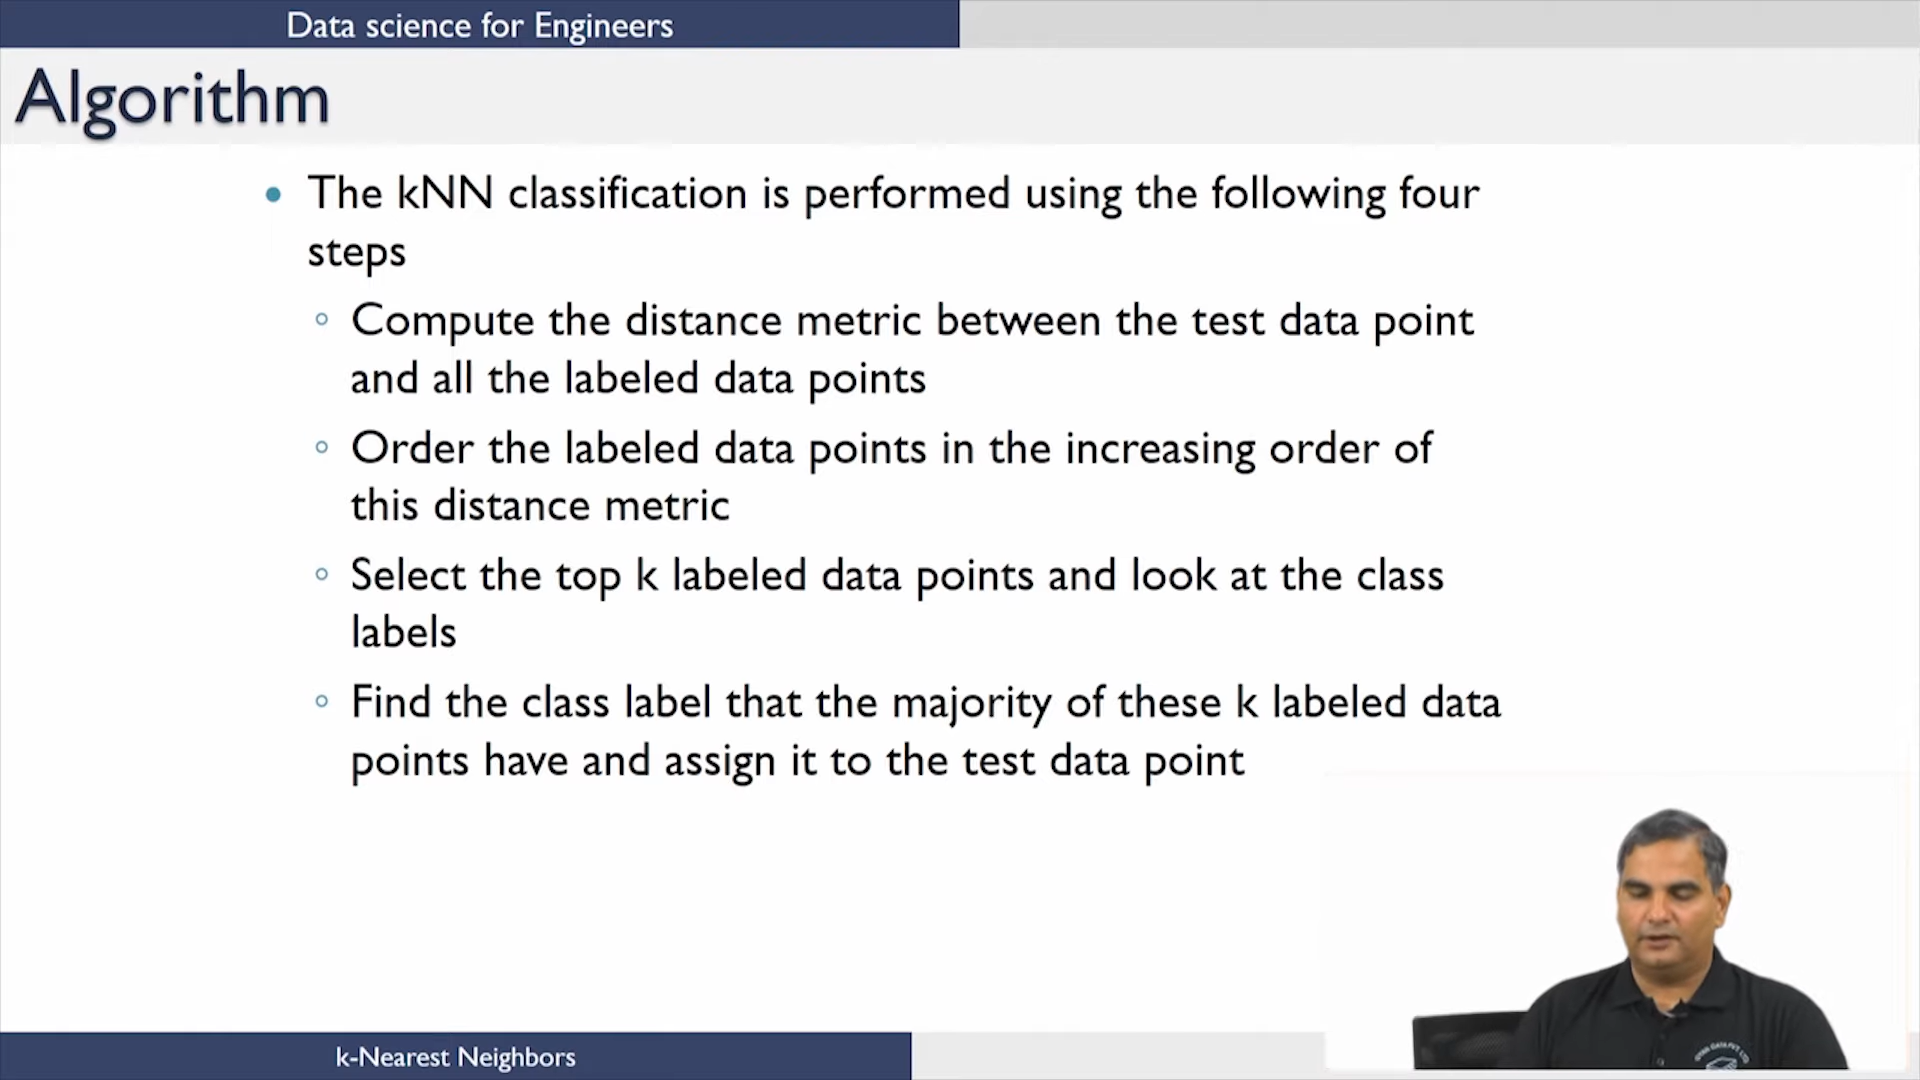 Data science for Engineers
Algorithm
• The kNN classification is performed using the following four
steps
◦ Compute the distance metric between the test data point
and all the labeled data points
◦ Order the labeled data points in the increasing order of
this distance metric
◦ Select the top k labeled data points and look at the class
labels
◦ Find the class label that the majority of these k labeled data
points have and assign it to the test data point
k-Nearest Neighbors